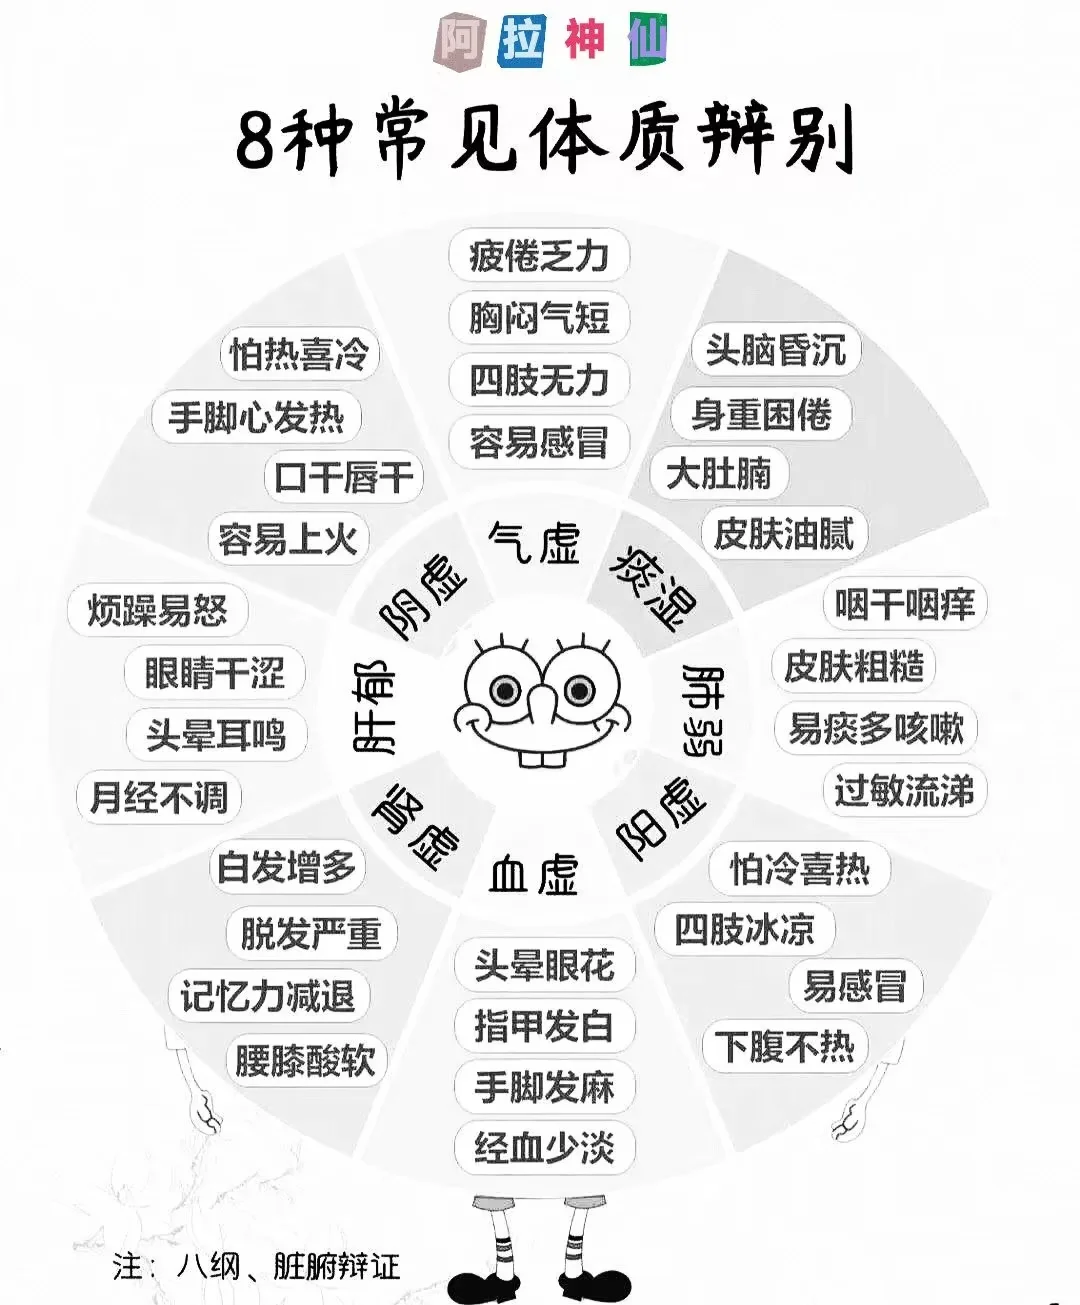 阿拉神仙
8种常见体质辩别
疲倦乏力
胸闷气短
四肢无力
容易感冒
气虚
头脑昏沉
身重困倦
大肚腩
皮肤油腻
痰湿
咽干咽痒
皮肤粗糙
易痰多咳嗽
过敏流涕
肺弱
怕冷喜热
四肢冰凉
易感冒
下腹不热
阳虚
头晕眼花
指甲发白
手脚发麻
经血少淡
血虚
白发增多
脱发严重
记忆力减退
腰膝酸软
肾虚
烦躁易怒
眼睛干涩
头晕耳鸣
月经不调
肝郁
怕热喜冷
手脚心发热
口干唇干
容易上火
阴虚
注：八纲、脏腑辩证